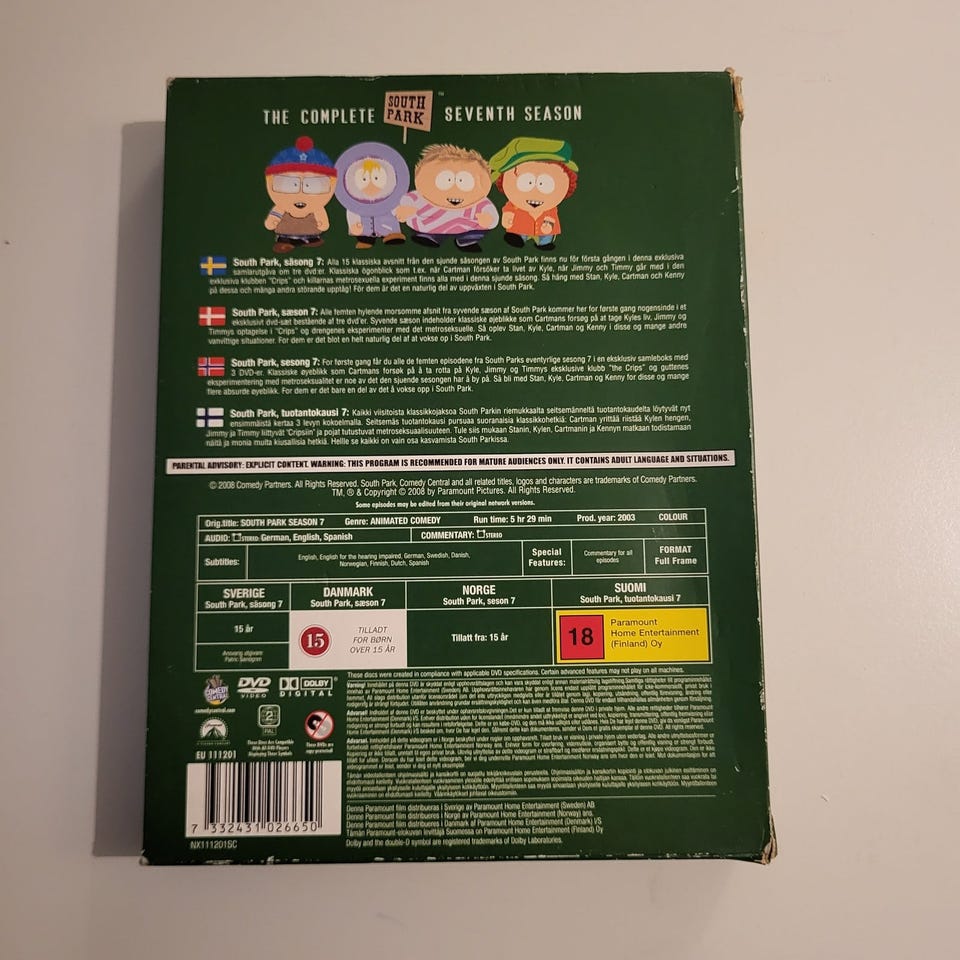 THE COMPLETE SOUTH PARK SEVENTH SEASON
South Park, säsong 7: Alla 15 klassiska avsnitt från den sjunde säsongen av South Park finns nu för första gången i denna exklusiva
samlarutgåva om tre dvd:er. Klassiska ögonblick som t.ex. när Cartman försöker ta livet av Kyle, när Jimmy och Timmy går med i den
exklusiva klubben "Crips" och killarnas metrosexuella experiment finns alla med i denna sjunde säsong. Så häng med Stan, Kyle, Cartman och Kenny
på dessa och många andra störande upptåg! För dem är det en naturlig del av uppväxten i South Park.
South Park, sæson 7: Alle femten hylende morsomme afsnit fra syvende sæson af South Park kommer her for første gang nogensinde i et
eksklusivt dvd-sæt bestående af tre dvd'er. Syvende sæson indeholder klassiske øjeblikke som Cartmans forsøg på at tage Kyles liv, Jimmy og
Timmys optagelse i "Crips" og drengenes eksperimenter med det metroseksuelle. Så oplev Stan, Kyle, Cartman og Kenny i disse og mange andre
vanvittige situationer. For dem er det blot en helt naturlig del af at vokse op i South Park.
South Park, sesong 7: For første gang får du alle de femten episodene fra South Parks eventyrlige sesong 7 i en eksklusiv samleboks med
3 DVD-er. Klassiske øyeblikk som Cartmans forsøk på å ta rotta på Kyle, Jimmy og Timmys eksklusive klubb "the Crips" og guttenes
eksperimentering med metroseksualitet er noe av det den sjuende sesongen har å by på. Så bli med Stan, Kyle, Cartman og Kenny for disse og mange
flere absurde øyeblikk. For dem er det bare en del av det å vokse opp i South Park.
South Park, tuotantokausi 7: Kaikki viisitoista klassikkojaksoa South Parkin riemukkaalta seitsemänneltä tuotantokaudelta löytyvät nyt
ensimmäistä kertaa 3 levyn kokoelmalla. Seitsemäs tuotantokausi pursuaa suoranaisia klassikkohetkiä: Cartman yrittää riistää Kylen hengen,
Jimmy ja Timmy liittyvät 'Cripsiin' ja pojat tutustuvat metroseksuaalisuuteen. Tule siis mukaan Stanin, Kylen, Cartmanin ja Kennyn matkaan todistamaan
näitä ja monia muita kiusallisia hetkiä. Heille se kaikki on vain osa kasvamista South Parkissa.
PARENTAL ADVISORY: EXPLICIT CONTENT. WARNING: THIS PROGRAM IS RECOMMENDED FOR MATURE AUDIENCES ONLY. IT CONTAINS ADULT LANGUAGE AND SITUATIONS.
© 2008 Comedy Partners. All Rights Reserved. South Park, Comedy Central and all related titles, logos and characters are trademarks of Comedy Partners.
TM, ® & Copyright © 2008 by Paramount Pictures. All Rights Reserved.
Some episodes may be edited from their original network versions.
Orig.title: SOUTH PARK SEASON 7 Genre: ANIMATED COMEDY Run time: 5 hr 29 min Prod. year: 2003 COLOUR
AUDIO: STEREO German, English, Spanish COMMENTARY: STEREO
Subtitles: English, English for the hearing impaired, German, Swedish, Danish,
Norwegian, Finnish, Dutch, Spanish
Special
Features:
Commentary for all
episodes
FORMAT
Full Frame
SVERIGE
South Park, säsong 7
DANMARK
South Park, sæson 7
NORGE
South Park, seson 7
SUOMI
South Park, tuotantokausi 7
15 år
Ansvarig utgivare
15
TILLADT
FOR BØRN
OVER 15 ÅR
Tillatt fra: 15 år
18
Paramount
Home Entertainment
(Finland) Oy
These discs were created in compliance with applicable DVD specifications. Certain advanced features may not play on all machines.
COMEDY CENTRAL
comedycentral.com
DVD VIDEO
DOLBY DIGITAL
2
PAL
EU 111201
These Discs Are Compatible
With All DVD Players
Displaying These Symbols
These DVDs are
copy protected
7 332431 026650
NX111201SC
Denna Paramount film distribueras i Sverige av Paramount Home Entertainment (Sweden) AB
Denne Paramount film distribueres i Norge av Paramount Home Entertainment (Norway) ans.
Denne Paramount film distribueres i Danmark af Paramount Home Entertainment (Denmark) I/S
Tämän Paramount-elokuvan levittäjä Suomessa on Paramount Home Entertainment (Finland) Oy
Dolby and the double-D symbol are registered trademarks of Dolby Laboratories.